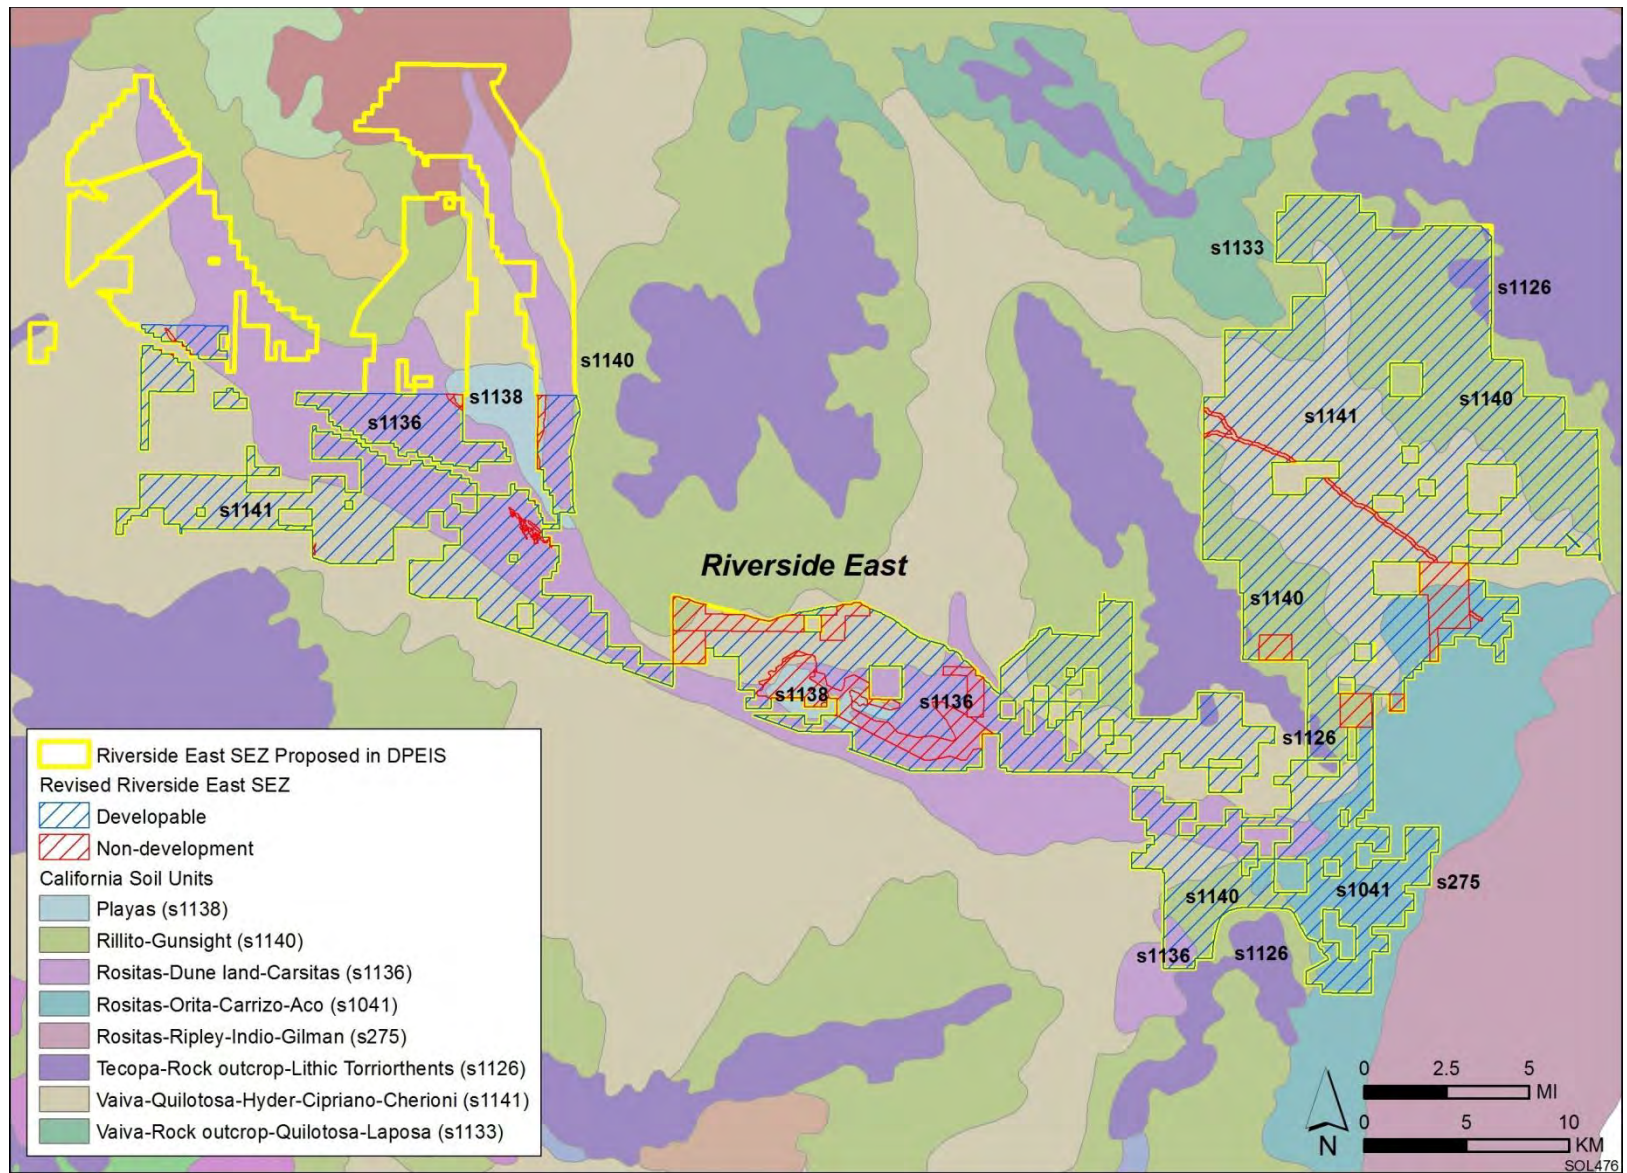 s1133
s1126
s1140
s1138
s1136
s1141
s1140
s1141
Riverside East
s1140
s1138
s1136
s1126
s1140
s1041
s275
s1136
s1126
Riverside East SEZ Proposed in DPEIS
Revised Riverside East SEZ
Developable
Non-development
California Soil Units
Playas (s1138)
Rillito-Gunsight (s1140)
Rositas-Dune land-Carsitas (s1136)
Rositas-Orita-Carrizo-Aco (s1041)
Rositas-Ripley-Indio-Gilman (s275)
Tecopa-Rock outcrop-Lithic Torriorthents (s1126)
Vaiva-Quilotosa-Hyder-Cipriano-Cherioni (s1141)
Vaiva-Rock outcrop-Quilotosa-Laposa (s1133)
0 2.5 5
MI
0 5 10
KM
N
SOL476